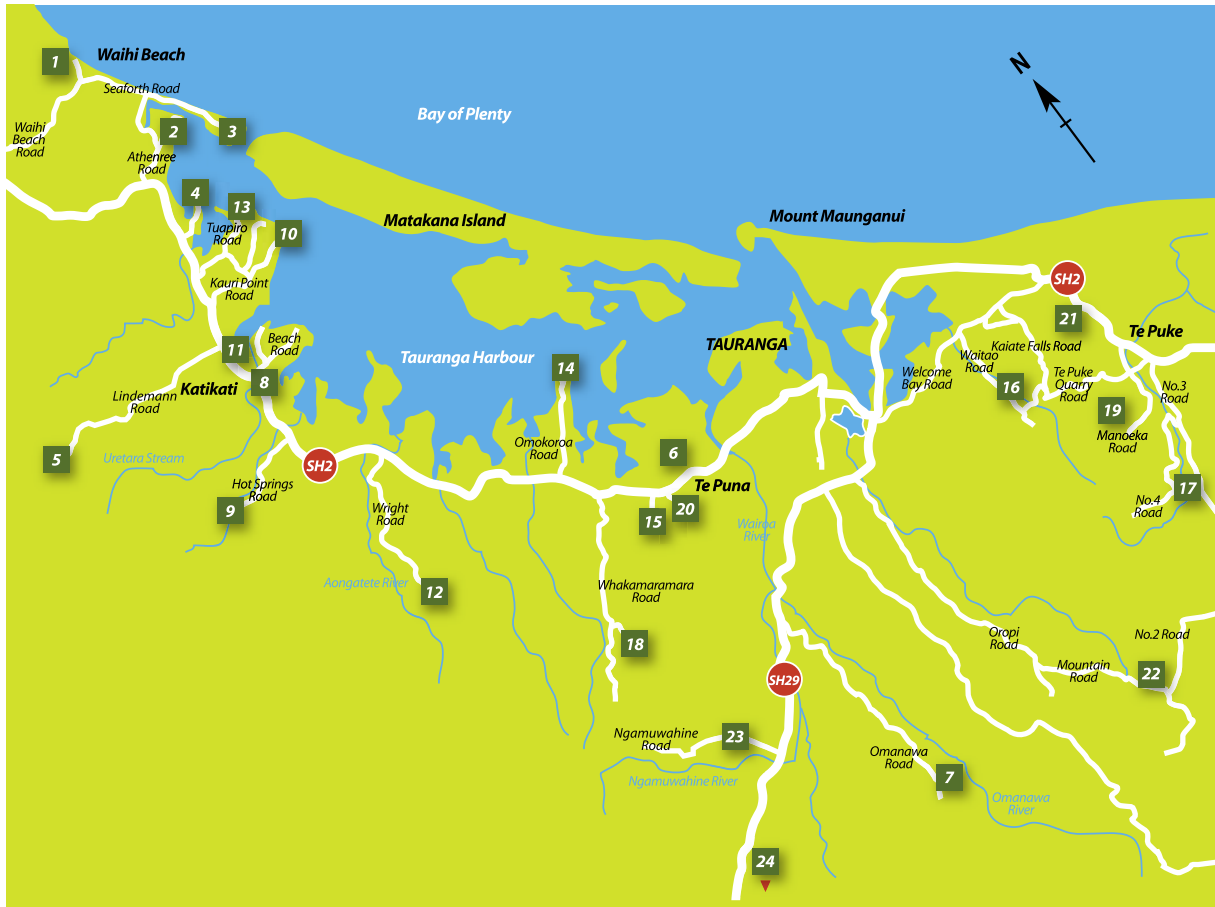 N
Waihi Beach
1
Seaforth Road
Bay of Plenty
Waihi
Beach
Road
2
3
Athenree
Road
4
13
10
Tuapiro
Road
Matakana Island
Mount Maunganui
Kauri Point
Road
SH2
21
Te Puke
11
Beach
Road
Tauranga Harbour
14
TAURANGA
Kaiate Falls Road
Waitao
Road
Welcome
Bay Road
16
Te Puke
Quarry
Road
No.3
Road
8
Katikati
Lindemann
Road
19
Manoeka
Road
5
Uretara Stream
SH2
Omokoroa
Road
6
Te Puna
Hot Springs
Road
9
Wright
Road
15
20
Wairoa
River
No.4
Road
17
Aongatete River
12
Whakamaramara
Road
18
Oropi
Road
No.2 Road
Mountain
Road
22
SH29
Ngamuwahine
Road
23
Ngamuwahine River
Omanawa
Road
7
Omanawa
River
24